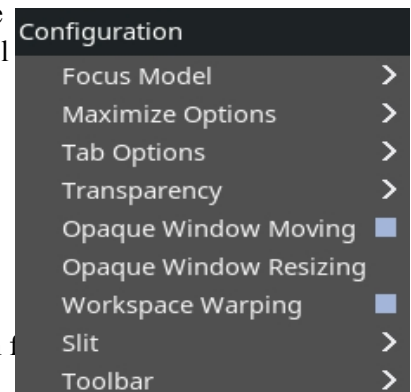 Configuration
Focus Model
Maximize Options
Tab Options
Transparency
Opaque Window Moving
Opaque Window Resizing
Workspace Warping
Slit
Toolbar